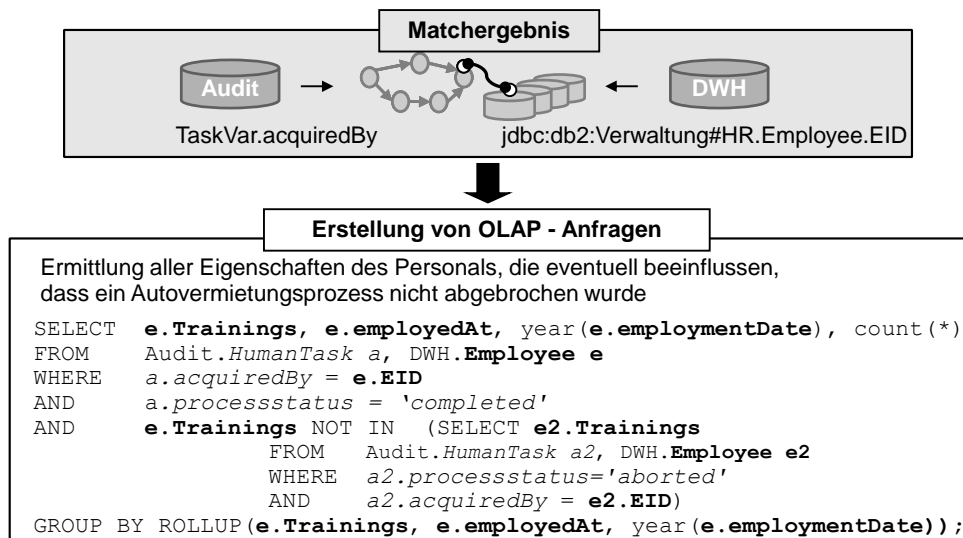 Matchergebnis
Audit
DWH
TaskVar.acquiredBy
jdbc:db2:Verwaltung#HR.Employee.EID
Erstellung von OLAP - Anfragen
Ermittlung aller Eigenschaften des Personals, die eventuell beeinflussen,
dass ein Autovermietungsprozess nicht abgebrochen wurde
SELECT e.Trainings, e.employedAt, year(e.employmentDate), count(*)
FROM Audit.HumanTask a, DWH.Employee e
WHERE a.acquiredBy = e.EID
AND a.processstatus = ‛completed'
AND e.Trainings NOT IN (SELECT e2.Trainings
FROM Audit.HumanTask a2, DWH.Employee e2
WHERE a2.processstatus='aborted'
AND a2.acquiredBy = e2.EID)
GROUP BY ROLLUP(e.Trainings, e.employedAt, year(e.employmentDate));